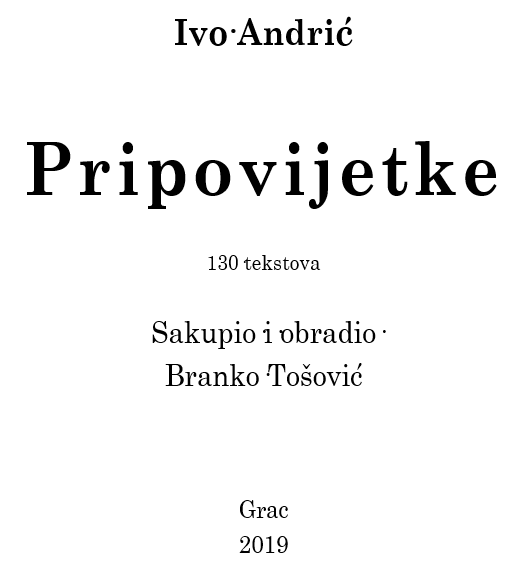 Ivo Andrić
Pripovijetke
130 tekstova
Sakupio i obradio
Branko Tošović
Grac
2019